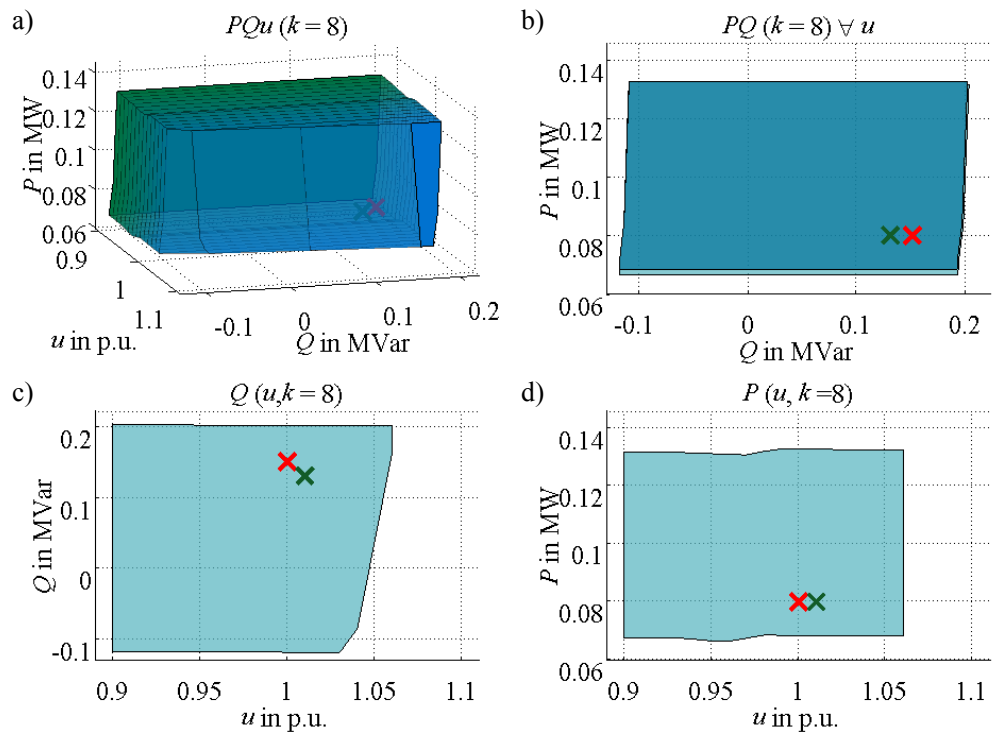 a)
PQu (k = 8)
0.14
0.12
0.1
0.08
0.06
P in MW
0.9
1
1.1
u in p.u.
-0.1
0
0.1
0.2
Q in MVar
b)
PQ (k = 8) ∀ u
0.14
0.12
0.1
0.08
0.06
P in MW
-0.1
0
0.1
0.2
Q in MVar
c)
Q (u,k = 8)
0.2
0.1
0
-0.1
Q in MVar
0.9
0.95
1
1.05
1.1
u in p.u.
d)
P (u, k =8)
0.14
0.12
0.1
0.08
0.06
P in MW
0.9
0.95
1
1.05
1.1
u in p.u.